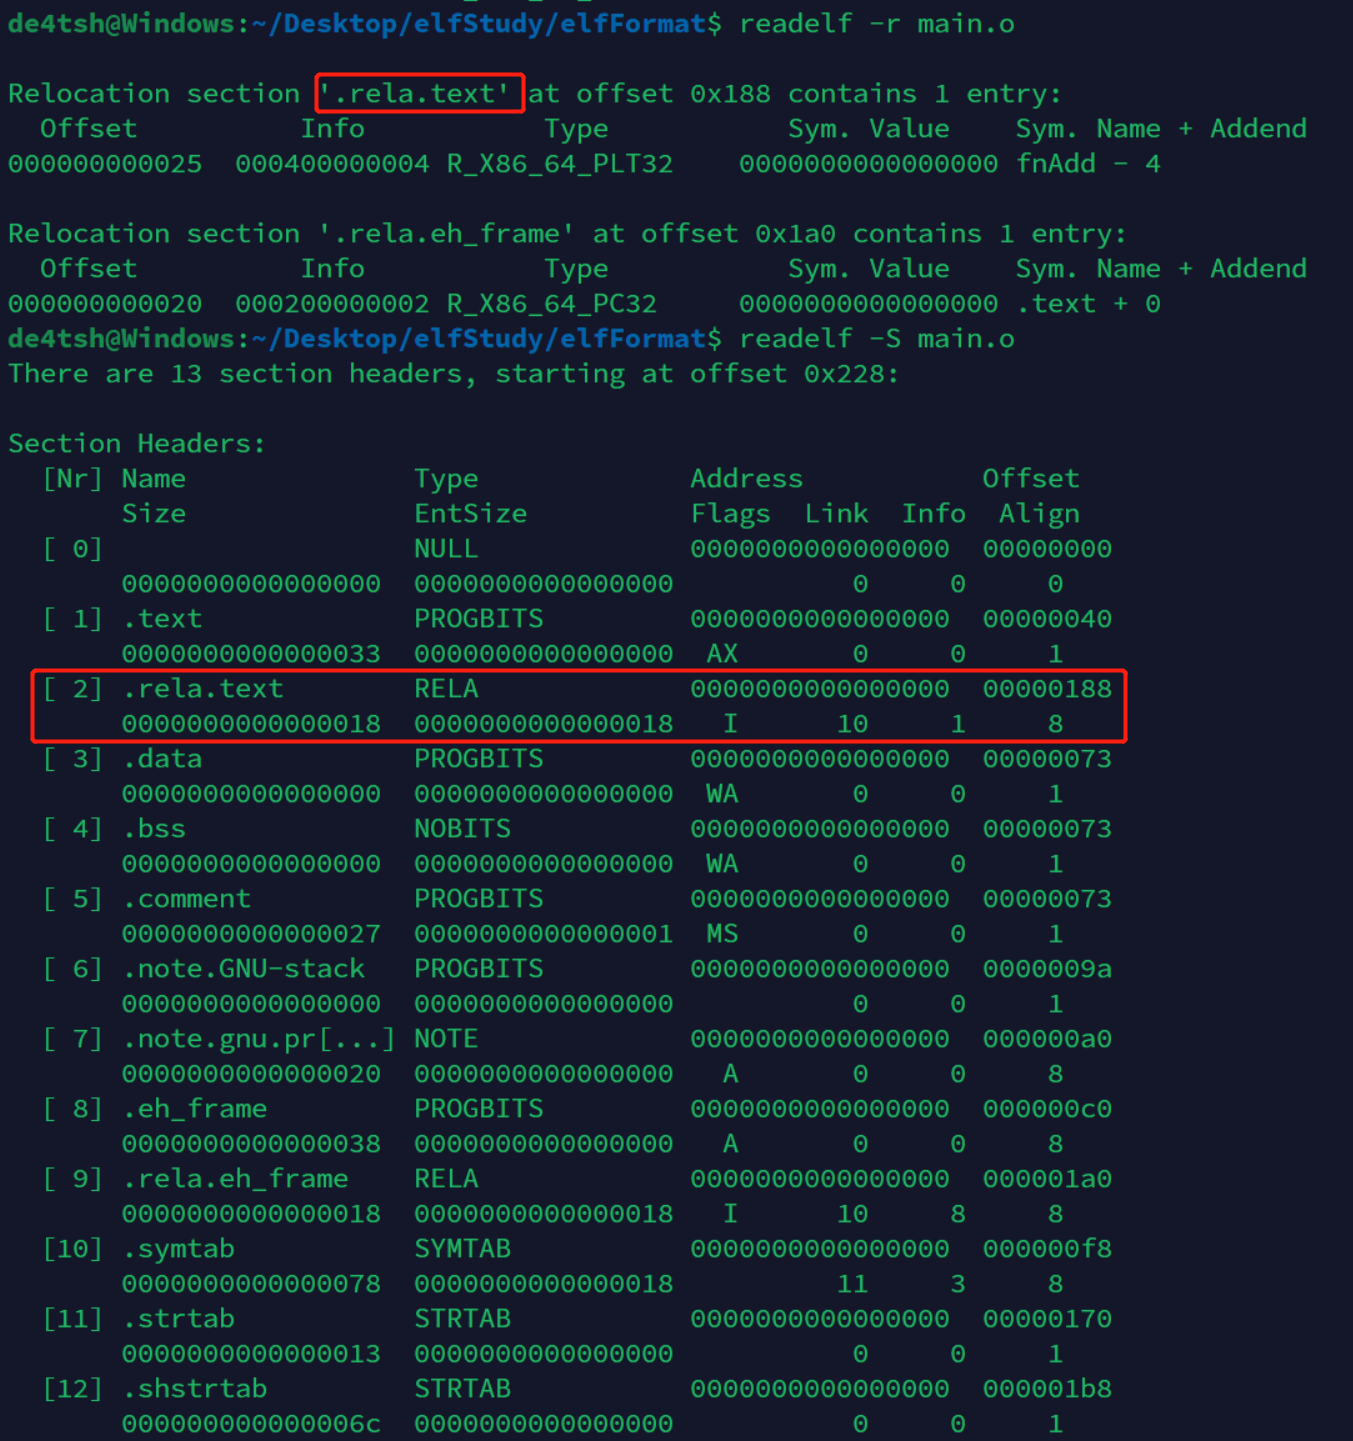 de4tsh@Windows:~/Desktop/elfStudy/elfFormat$ readelf -r main.o
Relocation section '.rela.text' at offset 0x188 contains 1 entry:
  Offset          Info           Type           Sym. Value    Sym. Name + Addend
000000000025  000400000004 R_X86_64_PLT32    0000000000000000 fnAdd - 4
Relocation section '.rela.eh_frame' at offset 0x1a0 contains 1 entry:
  Offset          Info           Type           Sym. Value    Sym. Name + Addend
000000000020  000200000002 R_X86_64_PC32     0000000000000000 .text + 0
de4tsh@Windows:~/Desktop/elfStudy/elfFormat$ readelf -S main.o
There are 13 section headers, starting at offset 0x228:
Section Headers:
  [Nr] Name              Type             Address           Offset
       Size              EntSize          Flags  Link  Info  Align
  [ 0]                   NULL             0000000000000000  00000000
       0000000000000000  0000000000000000           0     0     0
  [ 1] .text             PROGBITS         0000000000000000  00000040
       0000000000000033  0000000000000000  AX       0     0     1
  [ 2] .rela.text        RELA             0000000000000000  00000188
       0000000000000018  0000000000000018   I      10     1     8
  [ 3] .data             PROGBITS         0000000000000000  00000073
       0000000000000000  0000000000000000  WA       0     0     1
  [ 4] .bss              NOBITS           0000000000000000  00000073
       0000000000000000  0000000000000000  WA       0     0     1
  [ 5] .comment          PROGBITS         0000000000000000  00000073
       0000000000000027  0000000000000001  MS       0     0     1
  [ 6] .note.GNU-stack   PROGBITS         0000000000000000  0000009a
       0000000000000000  0000000000000000           0     0     1
  [ 7] .note.gnu.pr[...] NOTE             0000000000000000  000000a0
       0000000000000020  0000000000000000   A       0     0     8
  [ 8] .eh_frame         PROGBITS         0000000000000000  000000c0
       0000000000000038  0000000000000000   A       0     0     8
  [ 9] .rela.eh_frame    RELA             0000000000000000  000001a0
       0000000000000018  0000000000000018   I      10     8     8
  [10] .symtab           SYMTAB           0000000000000000  000000f8
       0000000000000078  0000000000000018          11     3     8
  [11] .strtab           STRTAB           0000000000000000  00000170
       0000000000000013  0000000000000000           0     0     1
  [12] .shstrtab         STRTAB           0000000000000000  000001b8
       000000000000006c  0000000000000000           0     0     1